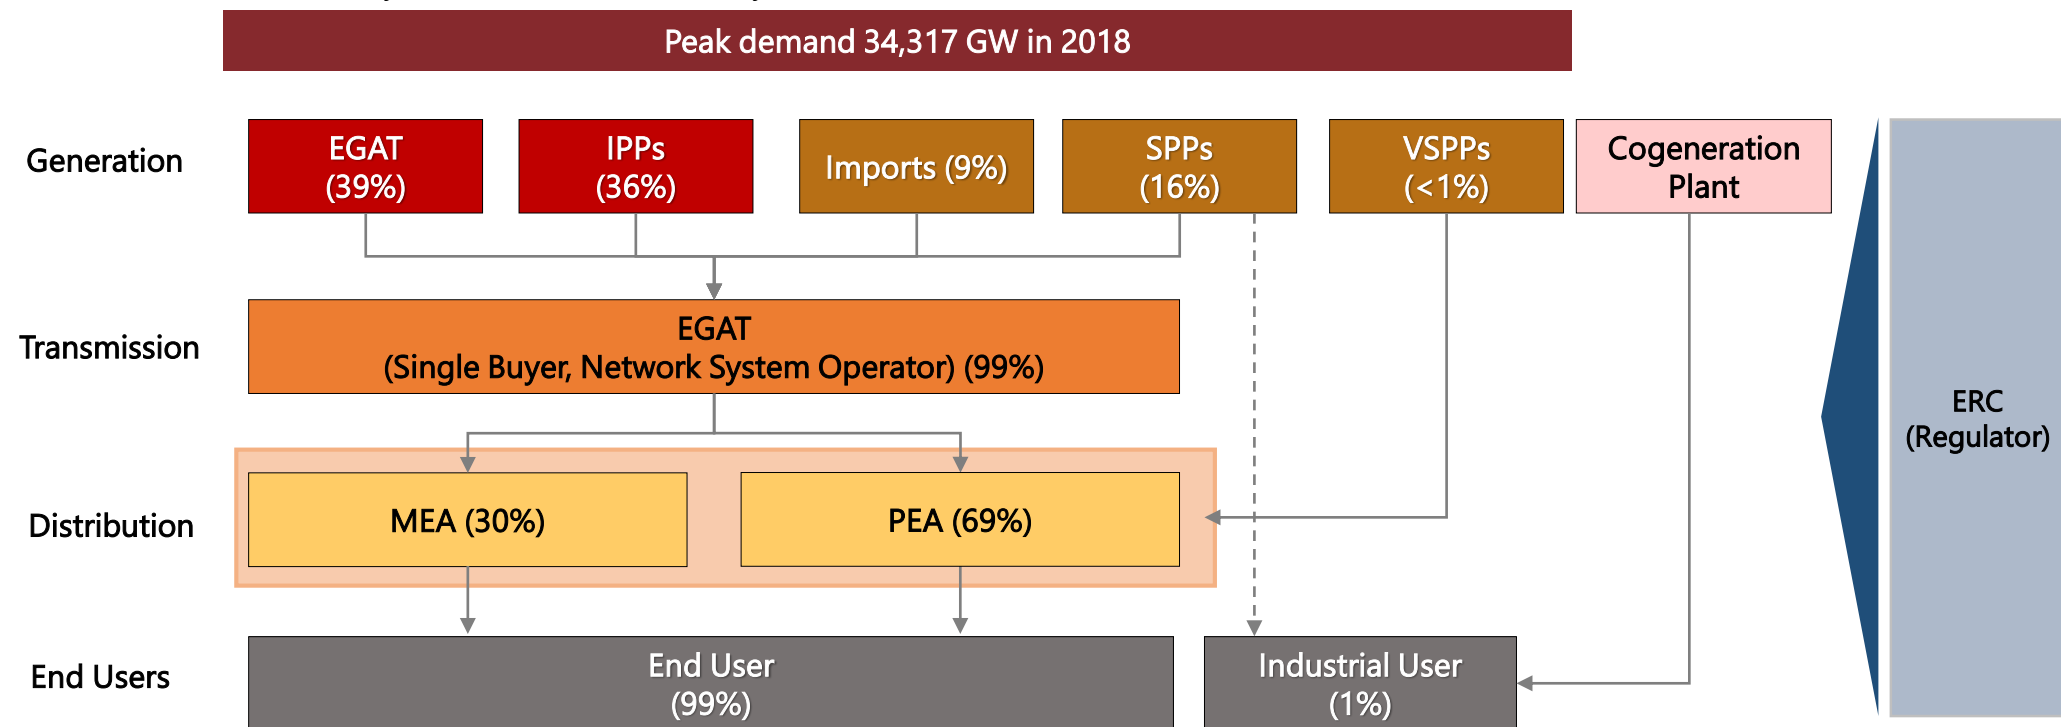 Peak demand 34,317 GW in 2018
Generation
EGAT
(39%)
IPPs
(36%)
Imports (9%)
SPPs
(16%)
VSPPs
(<1%)
Cogeneration
Plant
Transmission
EGAT
(Single Buyer, Network System Operator) (99%)
ERC
(Regulator)
Distribution
MEA (30%)
PEA (69%)
End Users
End User
(99%)
Industrial User
(1%)